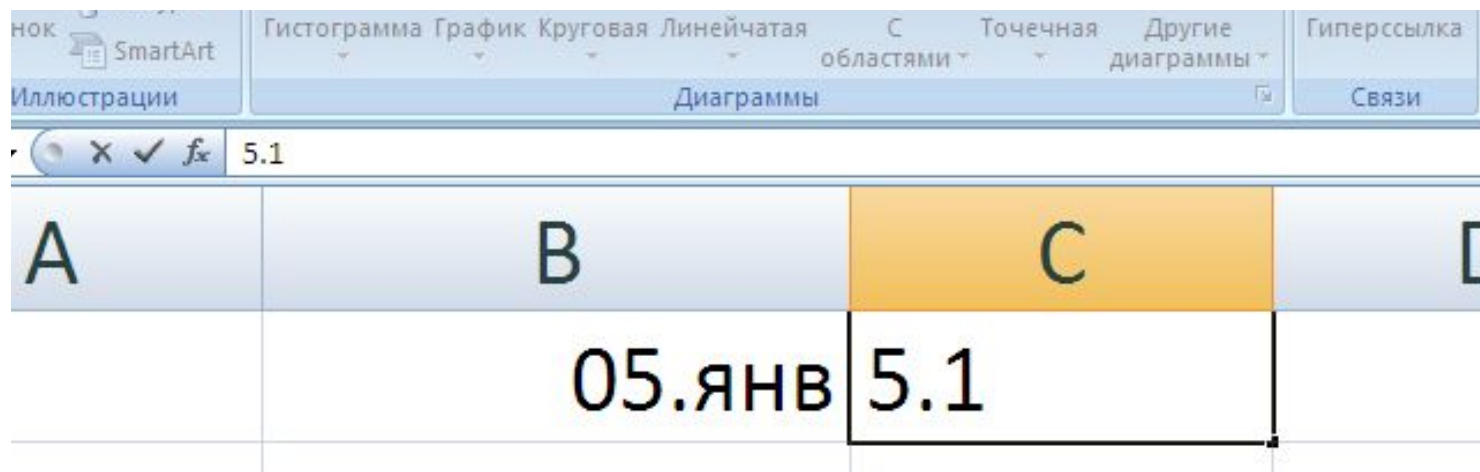 SmartArt
Гистограмма График Круговая Линейчатая С областями Точечная Другие диаграммы Гиперссылка
Иллюстрации Диаграммы Связи
fx 5.1
A B C
05.янв 5.1